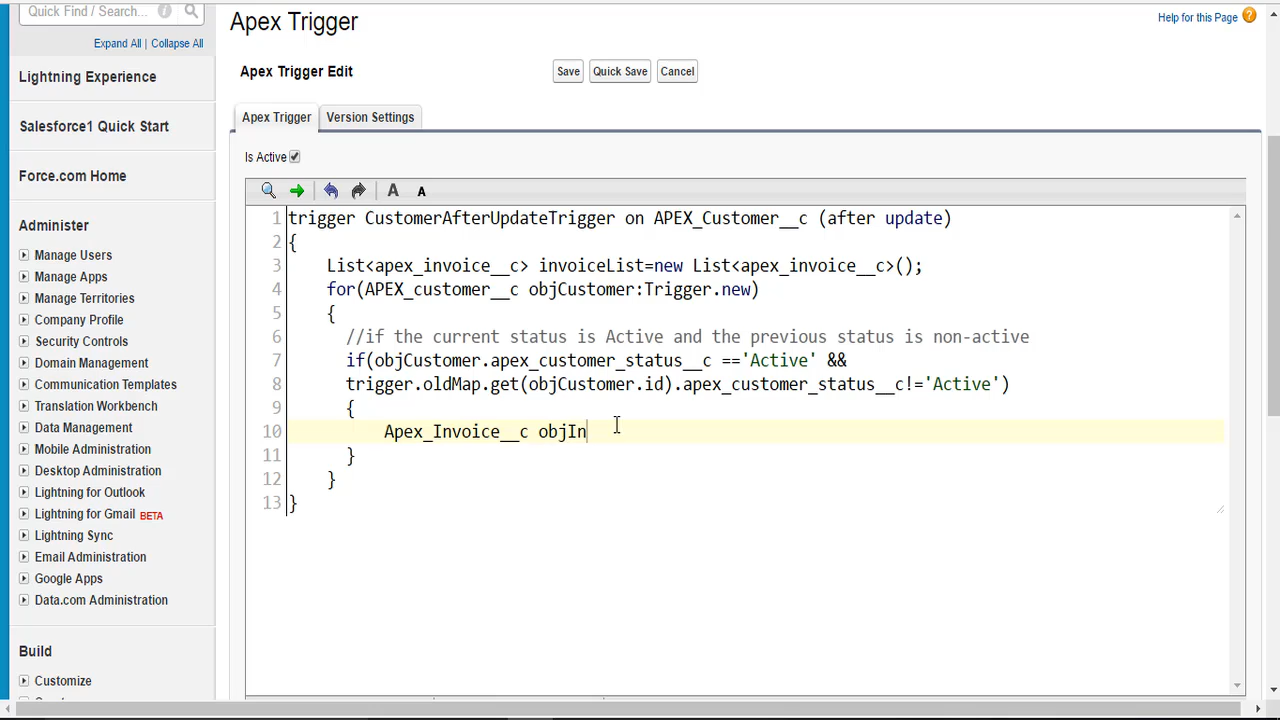 Quick Find / Search... i
Apex Trigger
Help for this Page ?
Expand All | Collapse All
Lightning Experience
Apex Trigger Edit
Save Quick Save Cancel
Salesforce1 Quick Start
Apex Trigger Version Settings
Is Active
Force.com Home
A A
Administer
Manage Users
Manage Apps
Manage Territories
Company Profile
Security Controls
Domain Management
Communication Templates
Translation Workbench
Data Management
Mobile Administration
Desktop Administration
Lightning for Outlook
Lightning for Gmail BETA
Lightning Sync
Email Administration
Google Apps
Data.com Administration
Build
Customize
1 trigger CustomerAfterUpdateTrigger on APEX_Customer__c (after update)
2 {
3 List<apex_invoice__c> invoiceList=new List<apex_invoice__c>();
4 for(APEX_customer__c objCustomer:Trigger.new)
5 {
6 //if the current status is Active and the previous status is non-active
7 if(objCustomer.apex_customer_status__c =='Active' &&
8 trigger.oldMap.get(objCustomer.id).apex_customer_status__c!='Active')
9 {
10 Apex_Invoice__c objIn
11 }
12 }
13 }